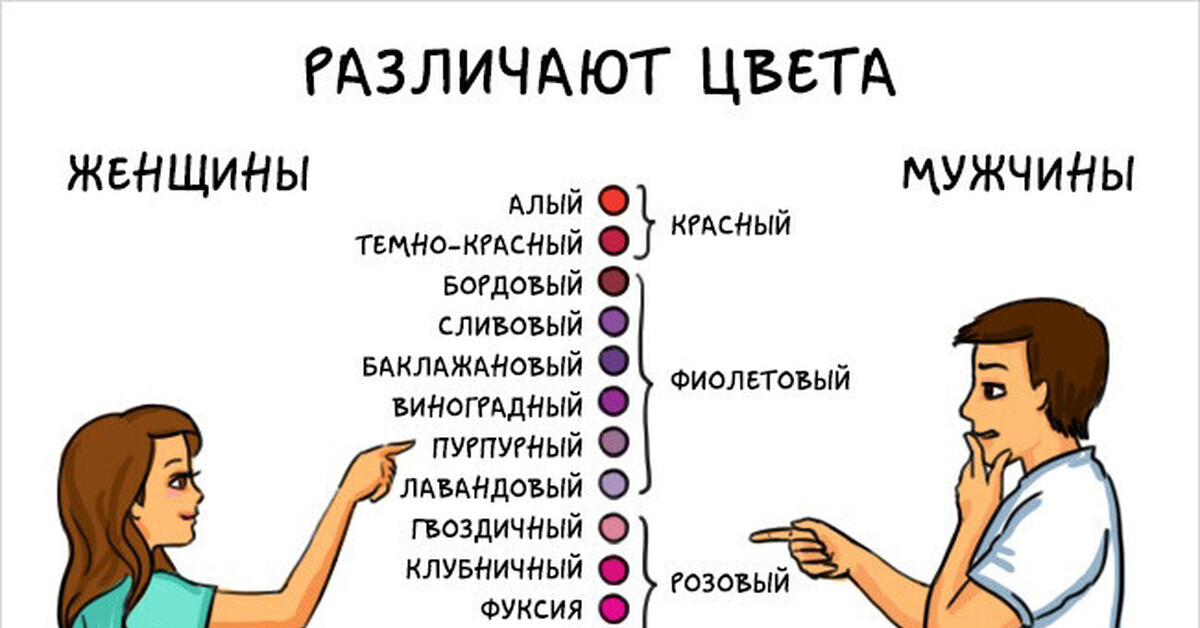 РАЗЛИЧАЮТ ЦВЕТА
ЖЕНЩИНЫ
МУЖЧИНЫ
АЛЫЙ
ТЕМНО-КРАСНЫЙ
КРАСНЫЙ
БОРДОВЫЙ
СЛИВОВЫЙ
БАКЛАЖАНОВЫЙ
ВИНОГРАДНЫЙ
ПУРПУРНЫЙ
ЛАВАНДОВЫЙ
ФИОЛЕТОВЫЙ
ГВОЗДИЧНЫЙ
КЛУБНИЧНЫЙ
ФУКСИЯ
РОЗОВЫЙ